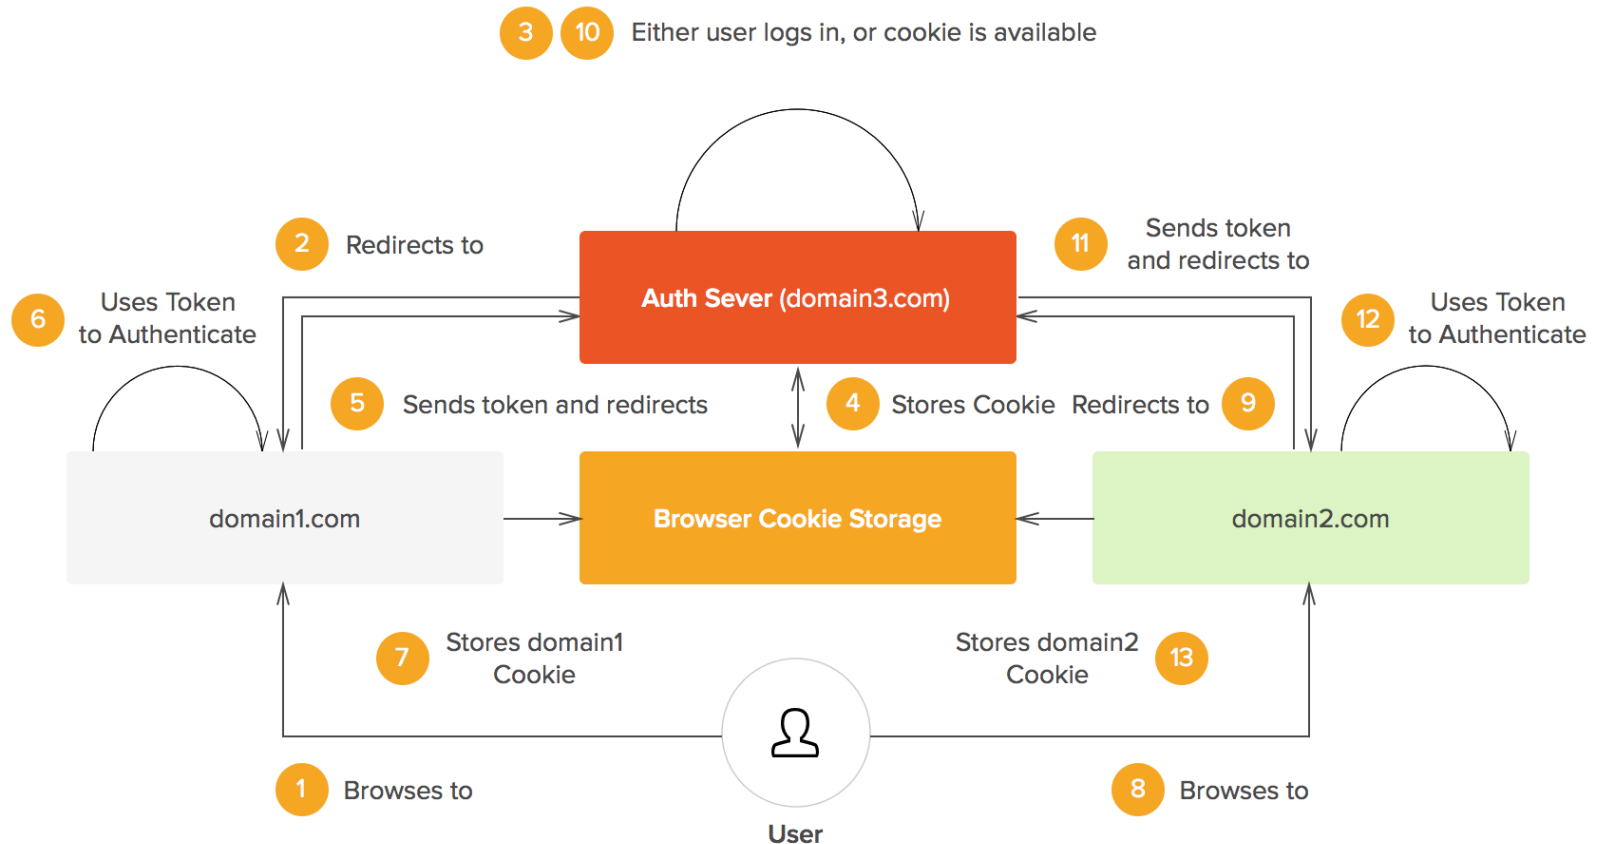 3 10 Either user logs in, or cookie is available
2 Redirects to
11 Sends token
and redirects to
6 Uses Token
to Authenticate
Auth Sever (domain3.com)
12 Uses Token
to Authenticate
5 Sends token and redirects
4 Stores Cookie
Redirects to 9
domain1.com
Browser Cookie Storage
domain2.com
7 Stores domain1
Cookie
Stores domain2
Cookie 13
1 Browses to
8 Browses to
User